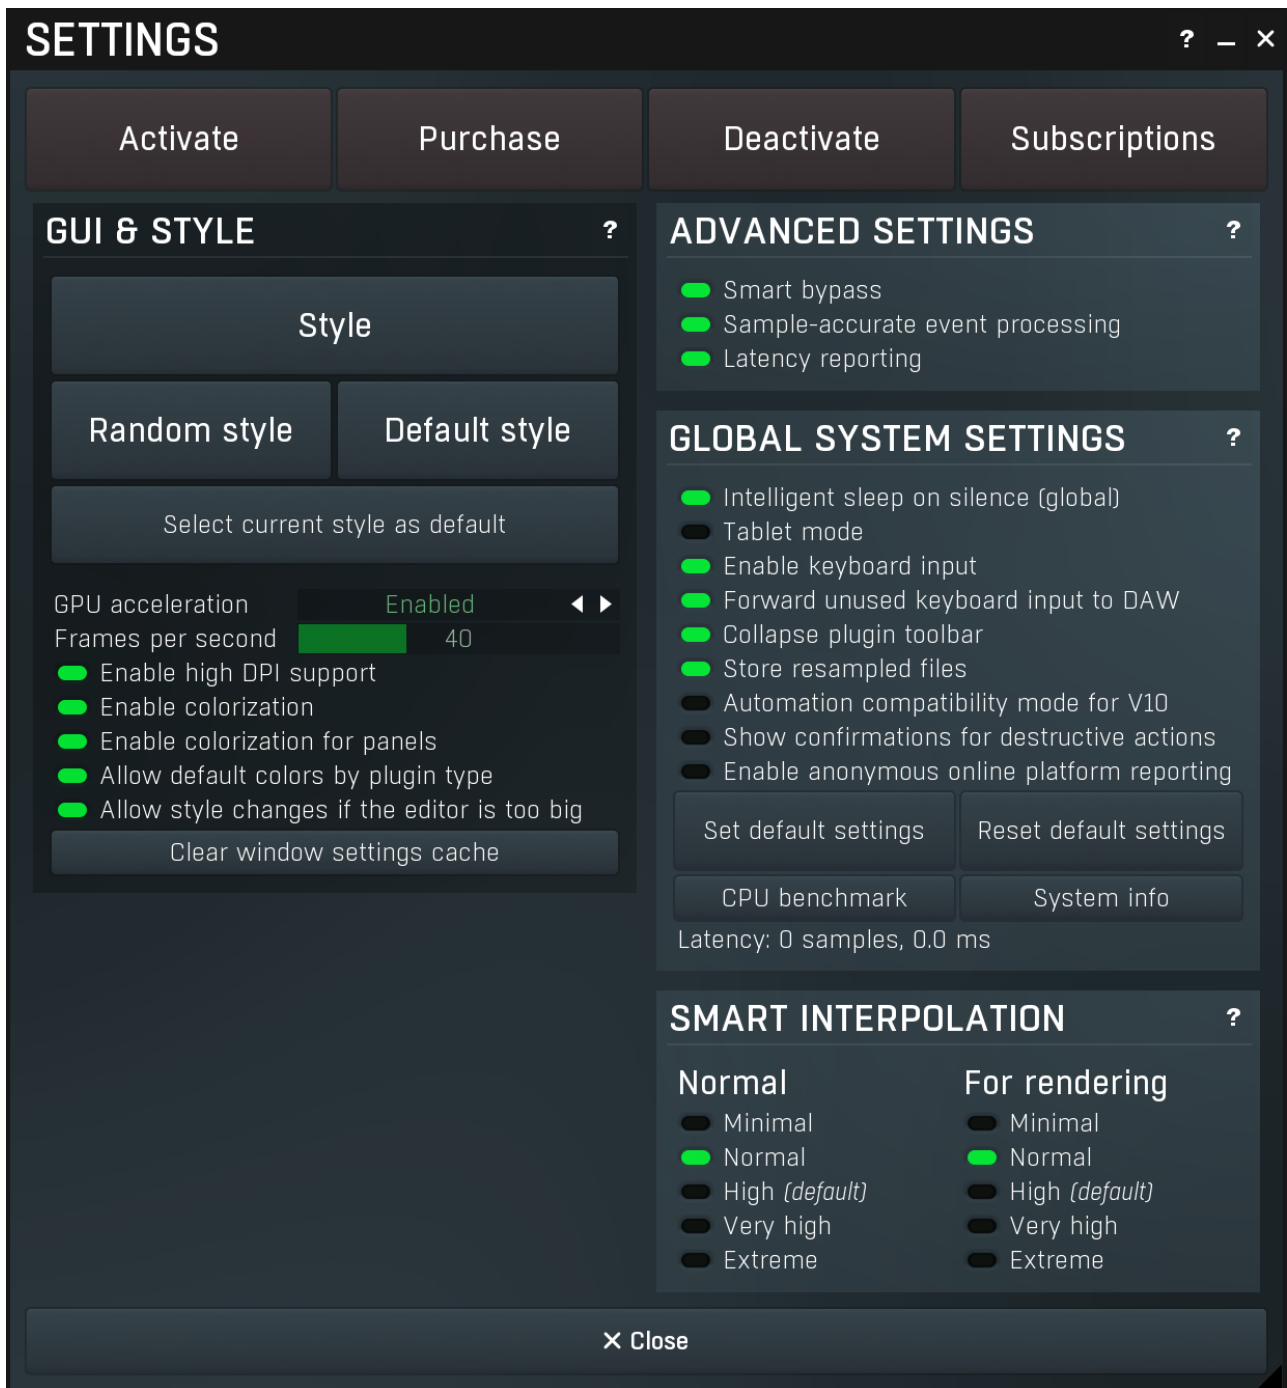 SETTINGS
? – ×
Activate
Purchase
Deactivate
Subscriptions
GUI & STYLE ?
Style
Random style
Default style
Select current style as default
GPU acceleration Enabled
Frames per second 40
Enable high DPI support
Enable colorization
Enable colorization for panels
Allow default colors by plugin type
Allow style changes if the editor is too big
Clear window settings cache
ADVANCED SETTINGS ?
Smart bypass
Sample-accurate event processing
Latency reporting
GLOBAL SYSTEM SETTINGS ?
Intelligent sleep on silence (global)
Tablet mode
Enable keyboard input
Forward unused keyboard input to DAW
Collapse plugin toolbar
Store resampled files
Automation compatibility mode for V10
Show confirmations for destructive actions
Enable anonymous online platform reporting
Set default settings
Reset default settings
CPU benchmark
System info
Latency: 0 samples, 0.0 ms
SMART INTERPOLATION ?
Normal
Minimal
Normal
High (default)
Very high
Extreme
For rendering
Minimal
Normal
High (default)
Very high
Extreme
× Close